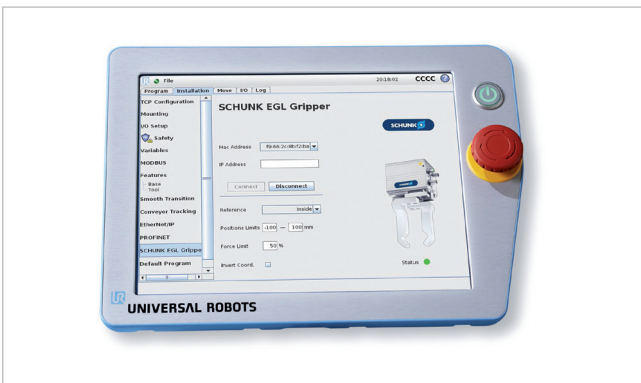 File
20:18:02
CCCC
?
Program
Installation
Move
I/O
Log
TCP Configuration
Mounting
I/O Setup
Safety
Variables
MODBUS
Features
Base
Tool
Smooth Transition
Conveyor Tracking
EtherNet/IP
PROFINET
SCHUNK EGL Grippe
Default Program
SCHUNK EGL Gripper
SCHUNK
Mac Address
IP Address
Connect
Disconnect
Reference
Inside
Positions Limits
-100 — 100 mm
Force Limit
50 %
Invert Coord.
Status
UR
UNIVERSAL ROBOTS